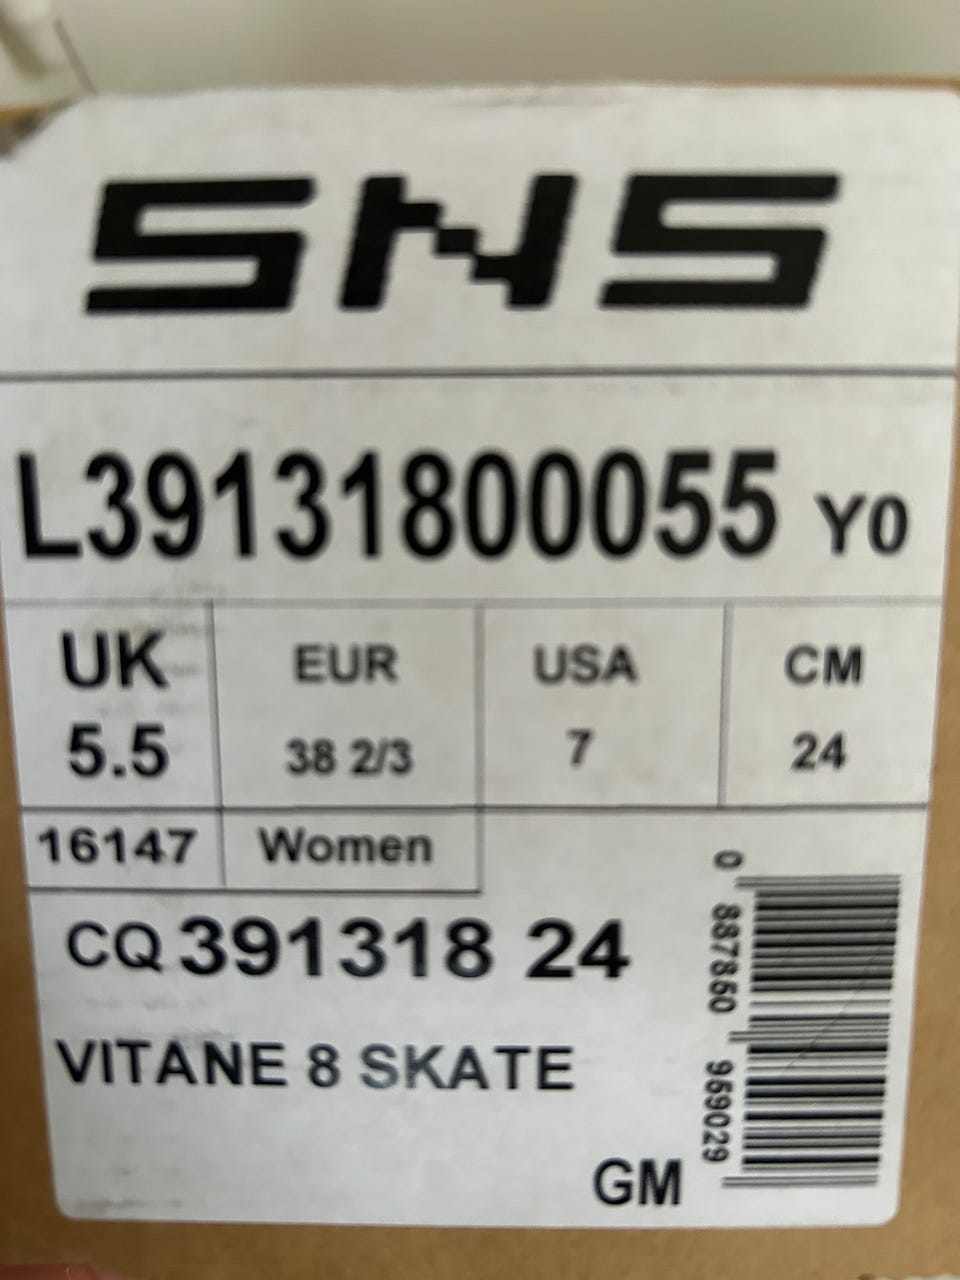 SNS
L39131800055 Y0
UK EUR USA CM
5.5 38 2/3 7 24
16147 Women
CQ 391318 24
VITANE 8 SKATE
GM
0 887850 959029